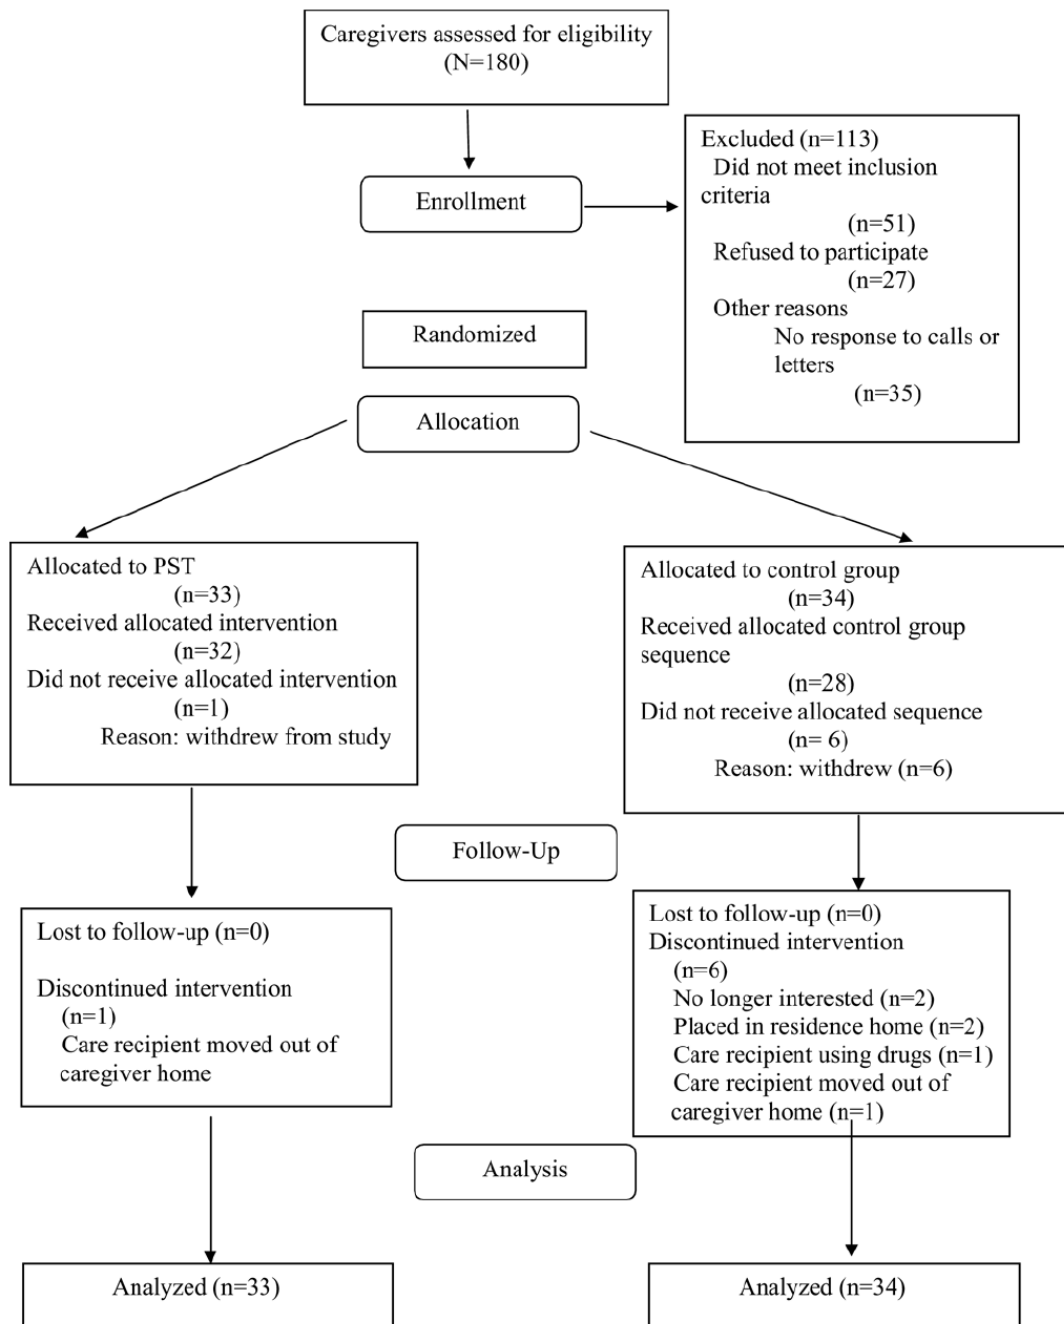 Caregivers assessed for eligibility
(N=180)
Excluded (n=113)
Did not meet inclusion
criteria
(n=51)
Refused to participate
(n=27)
Other reasons
No response to calls or
letters
(n=35)
Enrollment
Randomized
Allocation
Allocated to PST
(n=33)
Received allocated intervention
(n=32)
Did not receive allocated intervention
(n=1)
Reason: withdrew from study
Allocated to control group
(n=34)
Received allocated control group
sequence
(n=28)
Did not receive allocated sequence
(n= 6)
Reason: withdrew (n=6)
Follow-Up
Lost to follow-up (n=0)
Discontinued intervention
(n=1)
Care recipient moved out of
caregiver home
Lost to follow-up (n=0)
Discontinued intervention
(n=6)
No longer interested (n=2)
Placed in residence home (n=2)
Care recipient using drugs (n=1)
Care recipient moved out of
caregiver home (n=1)
Analysis
Analyzed (n=33)
Analyzed (n=34)